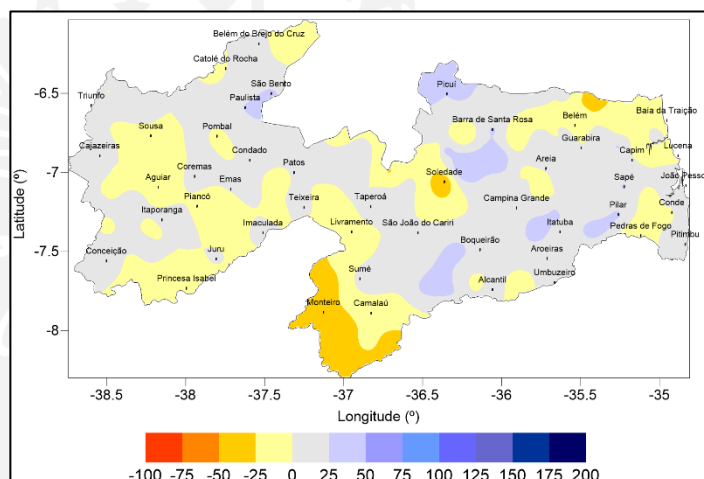 Belém do Brejo do Cruz
Catolé do Rocha
São Bento
Picuí
Triunfo
Paulista
Barra de Santa Rosa
Belém
Baía da Traição
Sousa
Pombal
Cajazeiras
Condado
Guarabira
Lucena
Coremas
Patos
Soledade
Areia
Capim
Aguiar
Emas
Sapé
João Pesso
Piancó
Teixeira
Taperoá
Campina Grande
Pilar
Conde
Itaporanga
Imaculada
Livramento
São João do Cariri
Itatuba
Pedras de Fogo
Pitimbu
Conceição
Juru
Boqueirão
Aroeiras
Princesa Isabel
Sumé
Alcantil
Umbuzeiro
Monteiro
Camalaú
Latitude (º)
-6.5
-7
-7.5
-8
-38.5 -38 -37.5 -37 -36.5 -36 -35.5 -35
Longitude (º)
-100 -75 -50 -25 0 25 50 75 100 125 150 175 200